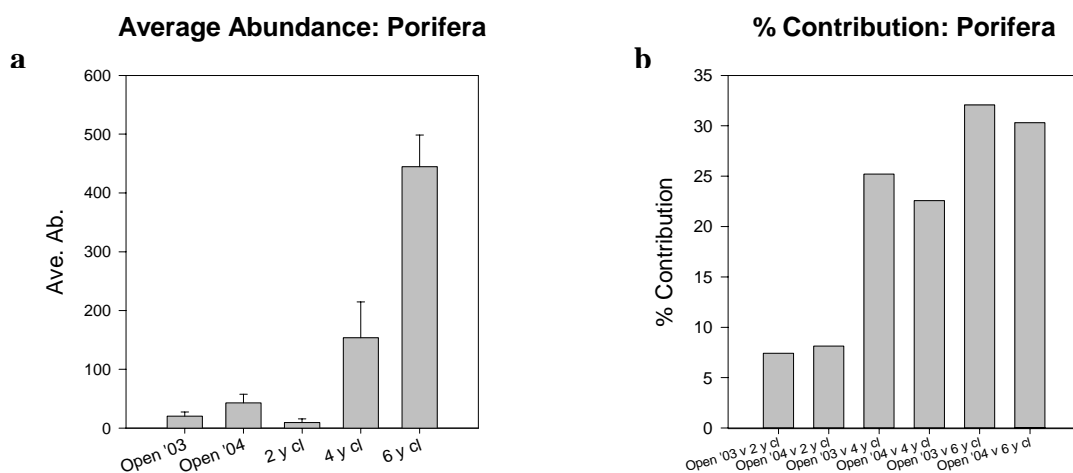 Average Abundance: Porifera
a
600
500
400
300
200
100
0
Ave. Ab.
Open '03
Open '04
2 y cl
4 y cl
6 y cl
% Contribution: Porifera
b
35
30
25
20
15
10
5
0
% Contribution
Open '03 v 2 y cl
Open '04 v 2 y cl
Open '03 v 4 y cl
Open '04 v 4 y cl
Open '03 v 6 y cl
Open '04 v 6 y cl